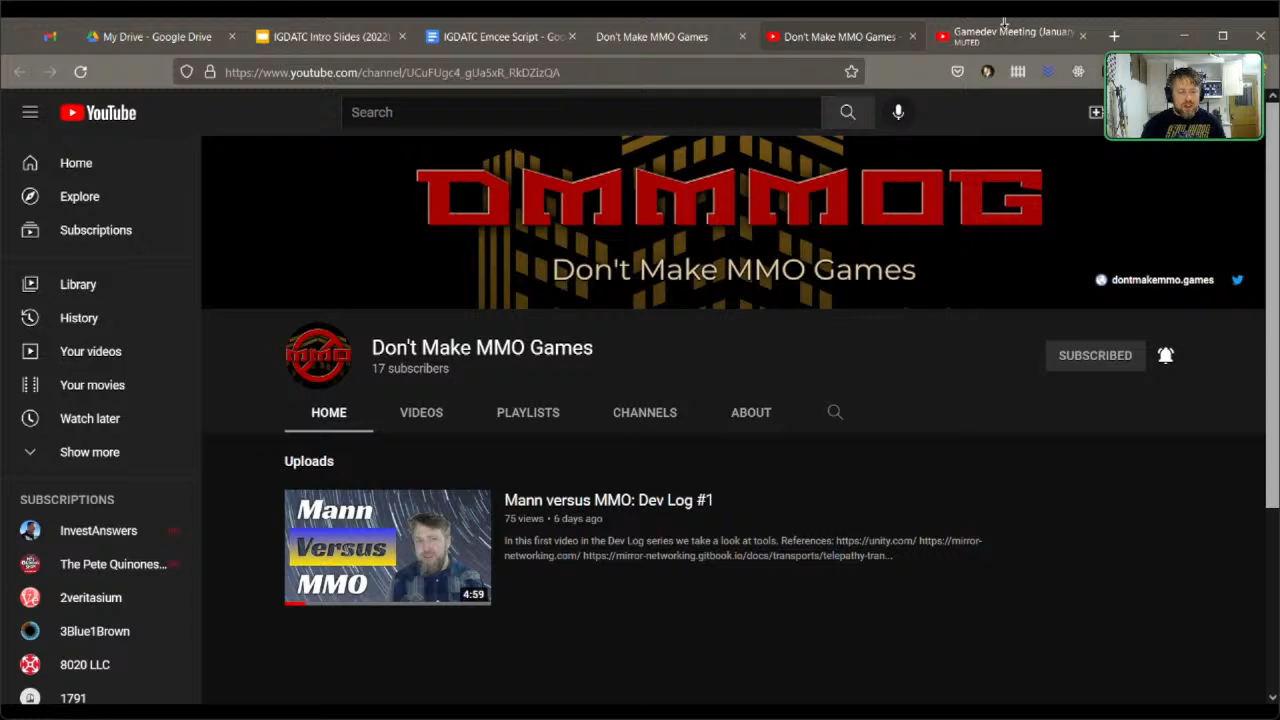 My Drive - Google Drive
IGDATC Intro Slides (2022)
IGDATC Emcee Script - Go
Don't Make MMO Games
Don't Make MMO Games -
Gamedev Meeting (January
MUTED
https://www.youtube.com/channel/UCuFUgc4_gUa5xR_RkDZizQA
YouTube
Search
Home
Explore
Subscriptions
Library
History
Your videos
Your movies
Watch later
Show more
SUBSCRIPTIONS
InvestAnswers
The Pete Quinones...
2veritasium
3Blue1Brown
8020 LLC
1791
DMMMOG
Don't Make MMO Games
dontmakemmo.games
MMO
Don't Make MMO Games
17 subscribers
SUBSCRIBED
HOME
VIDEOS
PLAYLISTS
CHANNELS
ABOUT
Uploads
Mann
Versus
MMO
4:59
Mann versus MMO: Dev Log #1
75 views • 6 days ago
In this first video in the Dev Log series we take a look at tools. References: https://unity.com/ https://mirror-
networking.com/ https://mirror-networking.gitbook.io/docs/transports/telepathy-tran...